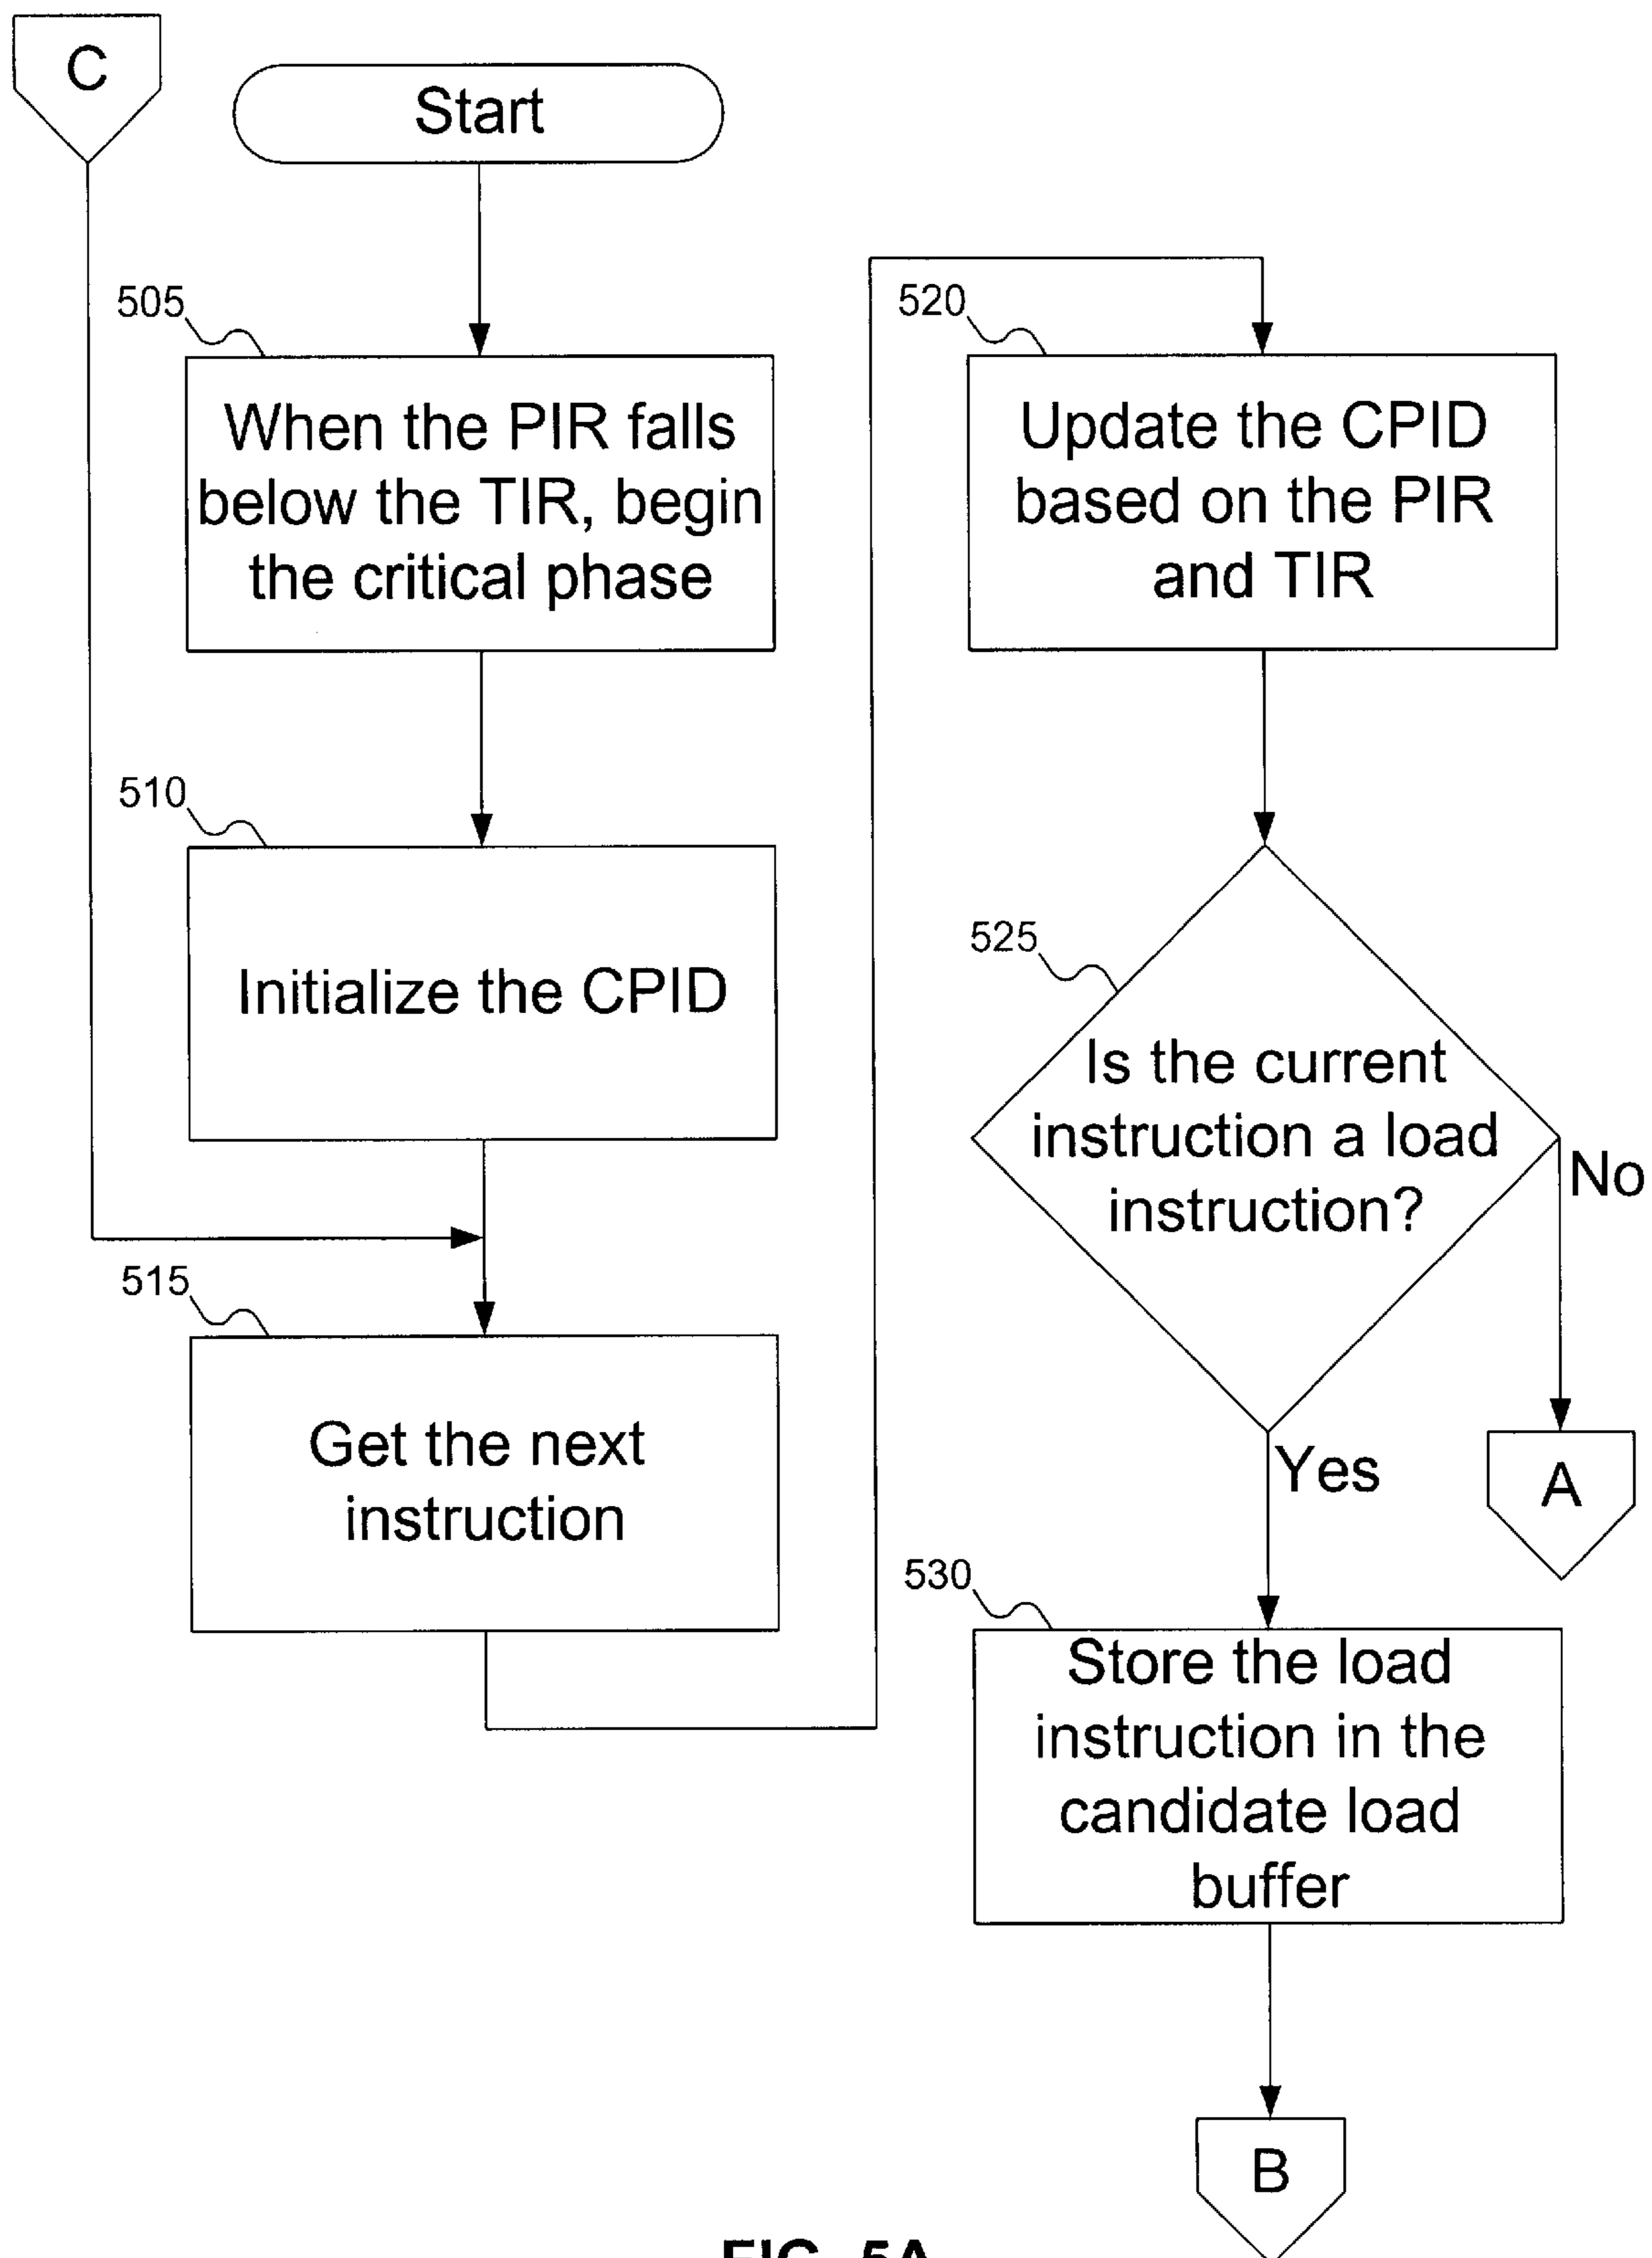 C
Start
505
When the PIR falls
below the TIR, begin
the critical phase
510
Initialize the CPID
515
Get the next
instruction
520
Update the CPID
based on the PIR
and TIR
525
Is the current
instruction a load
instruction?
No
Yes
A
530
Store the load
instruction in the
candidate load
buffer
B
FIG. 5A